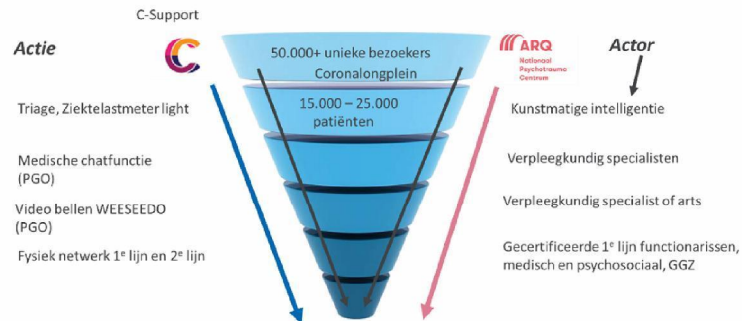 C-Support
Actie
C
50.000+ unieke bezoekers
Coronalongplein
ARQ
Nationaal
Psychotrauma
Centrum
Actor
Triage, Ziektelastmeter light
15.000 – 25.000
patiënten
Kunstmatige intelligentie
Medische chatfunctie
(PGO)
Verpleegkundig specialisten
Video bellen WEESEEDO
(PGO)
Verpleegkundig specialist of arts
Fysiek netwerk 1e lijn en 2e lijn
Gecertificeerde 1e lijn functionarissen,
medisch en psychosociaal, GGZ